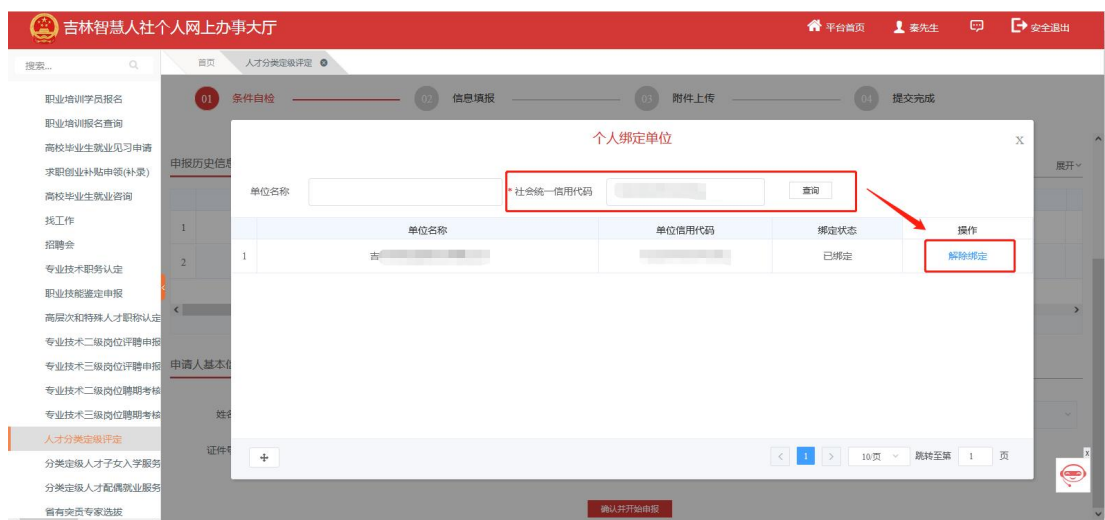 吉林智慧人社个人网上办事大厅
平台首页
秦先生
安全退出
搜索...
首页
人才分类定级评定
01 条件自检
02 信息填报
03 附件上传
04 提交完成
职业培训学员报名
职业培训报名查询
高校毕业生就业见习申请
求职创业补贴申领(补录)
高校毕业生就业咨询
找工作
招聘会
专业技术职务认定
职业技能鉴定申报
高层次和特殊人才职称认定
专业技术二级岗位评聘申报
专业技术三级岗位评聘申报
专业技术二级岗位聘期考核
专业技术三级岗位聘期考核
人才分类定级评定
分类定级人才子女入学服务
分类定级人才配偶就业服务
省有突贡专家选拔
申报历史信息
展开
1
2
申请人基本信
姓名
证件号
个人绑定单位
X
单位名称
*社会统一信用代码
查询
单位名称 单位信用代码 绑定状态 操作
1 吉 已绑定 解除绑定
< 1 > 10/页 跳转至第 1 页
X
确认并开始申报